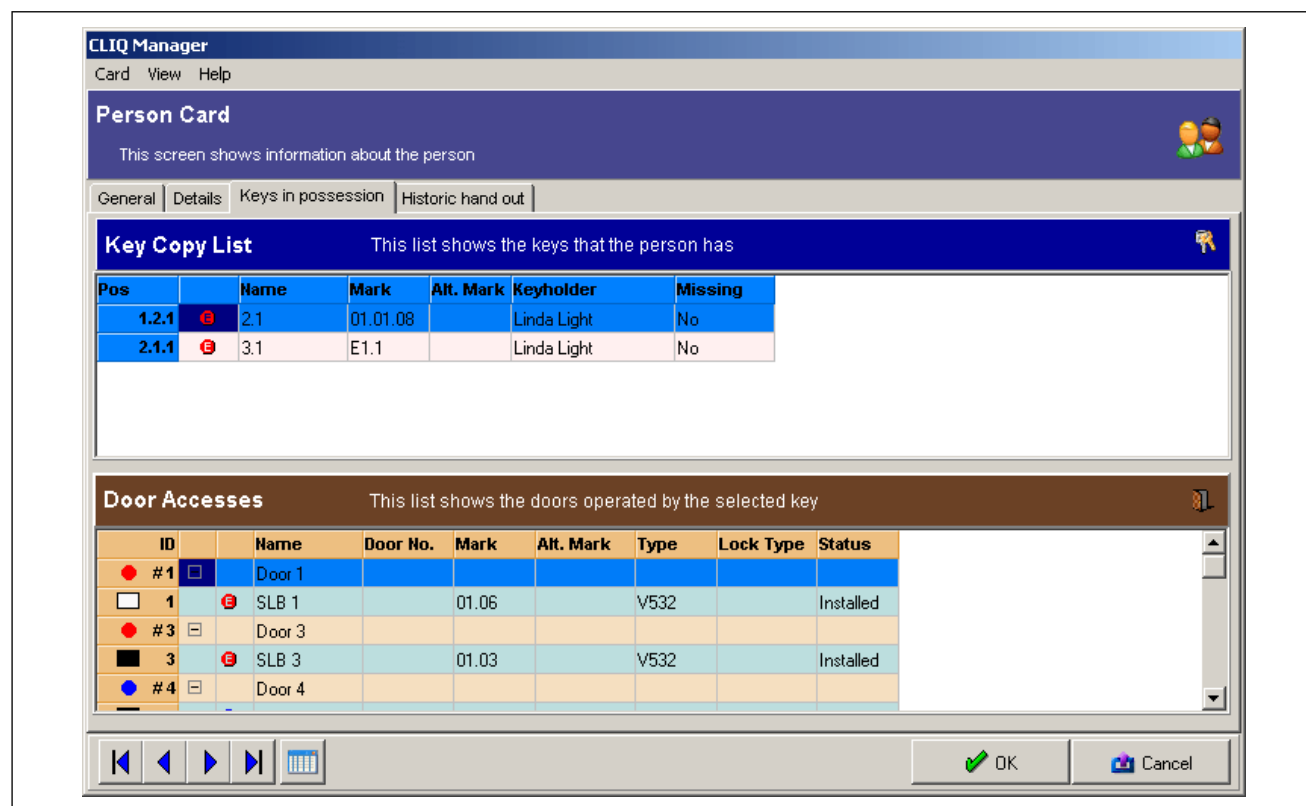 CLIQ Manager
Card View Help
Person Card
This screen shows information about the person
General Details Keys in possession Historic hand out
Key Copy List This list shows the keys that the person has
Pos Name Mark Alt. Mark Keyholder Missing
1.2.1 E 2.1 01.01.08 Linda Light No
2.1.1 E 3.1 E1.1 Linda Light No
Door Accesses This list shows the doors operated by the selected key
ID Name Door No. Mark Alt. Mark Type Lock Type Status
#1 Door 1
1 E SLB 1 01.06 V532 Installed
#3 Door 3
3 E SLB 3 01.03 V532 Installed
#4 Door 4
OK Cancel